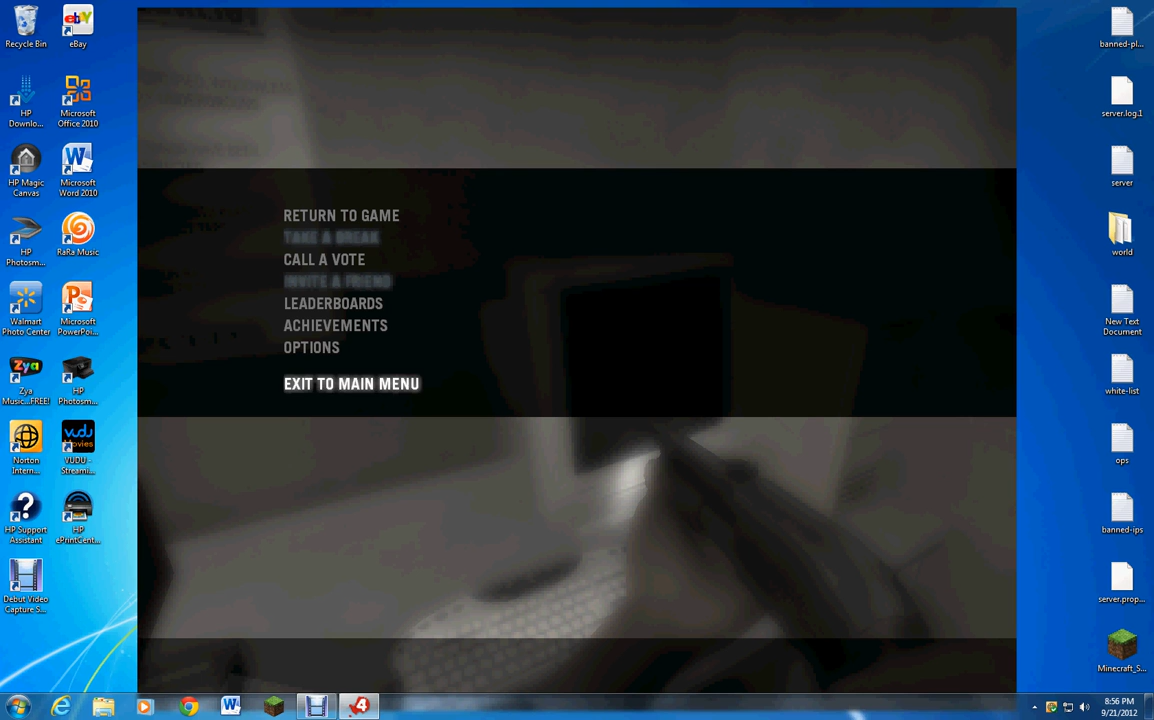 Recycle Bin
eBay
HP
Downlo...
Microsoft
Office 2010
HP Magic
Canvas
Microsoft
Word 2010
HP
Photosm...
RaRa Music
Walmart
Photo Center
Microsoft
PowerPoi...
Zya
Music...FREE!
HP
Photosm...
Norton
Intern...
VUDU -
Streami...
HP Support
Assistant
HP
ePrintCent...
Debut Video
Capture S...
RETURN TO GAME
TAKE A BREAK
CALL A VOTE
INVITE A FRIEND
LEADERBOARDS
ACHIEVEMENTS
OPTIONS
EXIT TO MAIN MENU
banned-pl...
server.log.1
server
world
New Text
Document
white-list
ops
banned-ips
server.prop...
Minecraft_S...
8:56 PM
9/21/2012